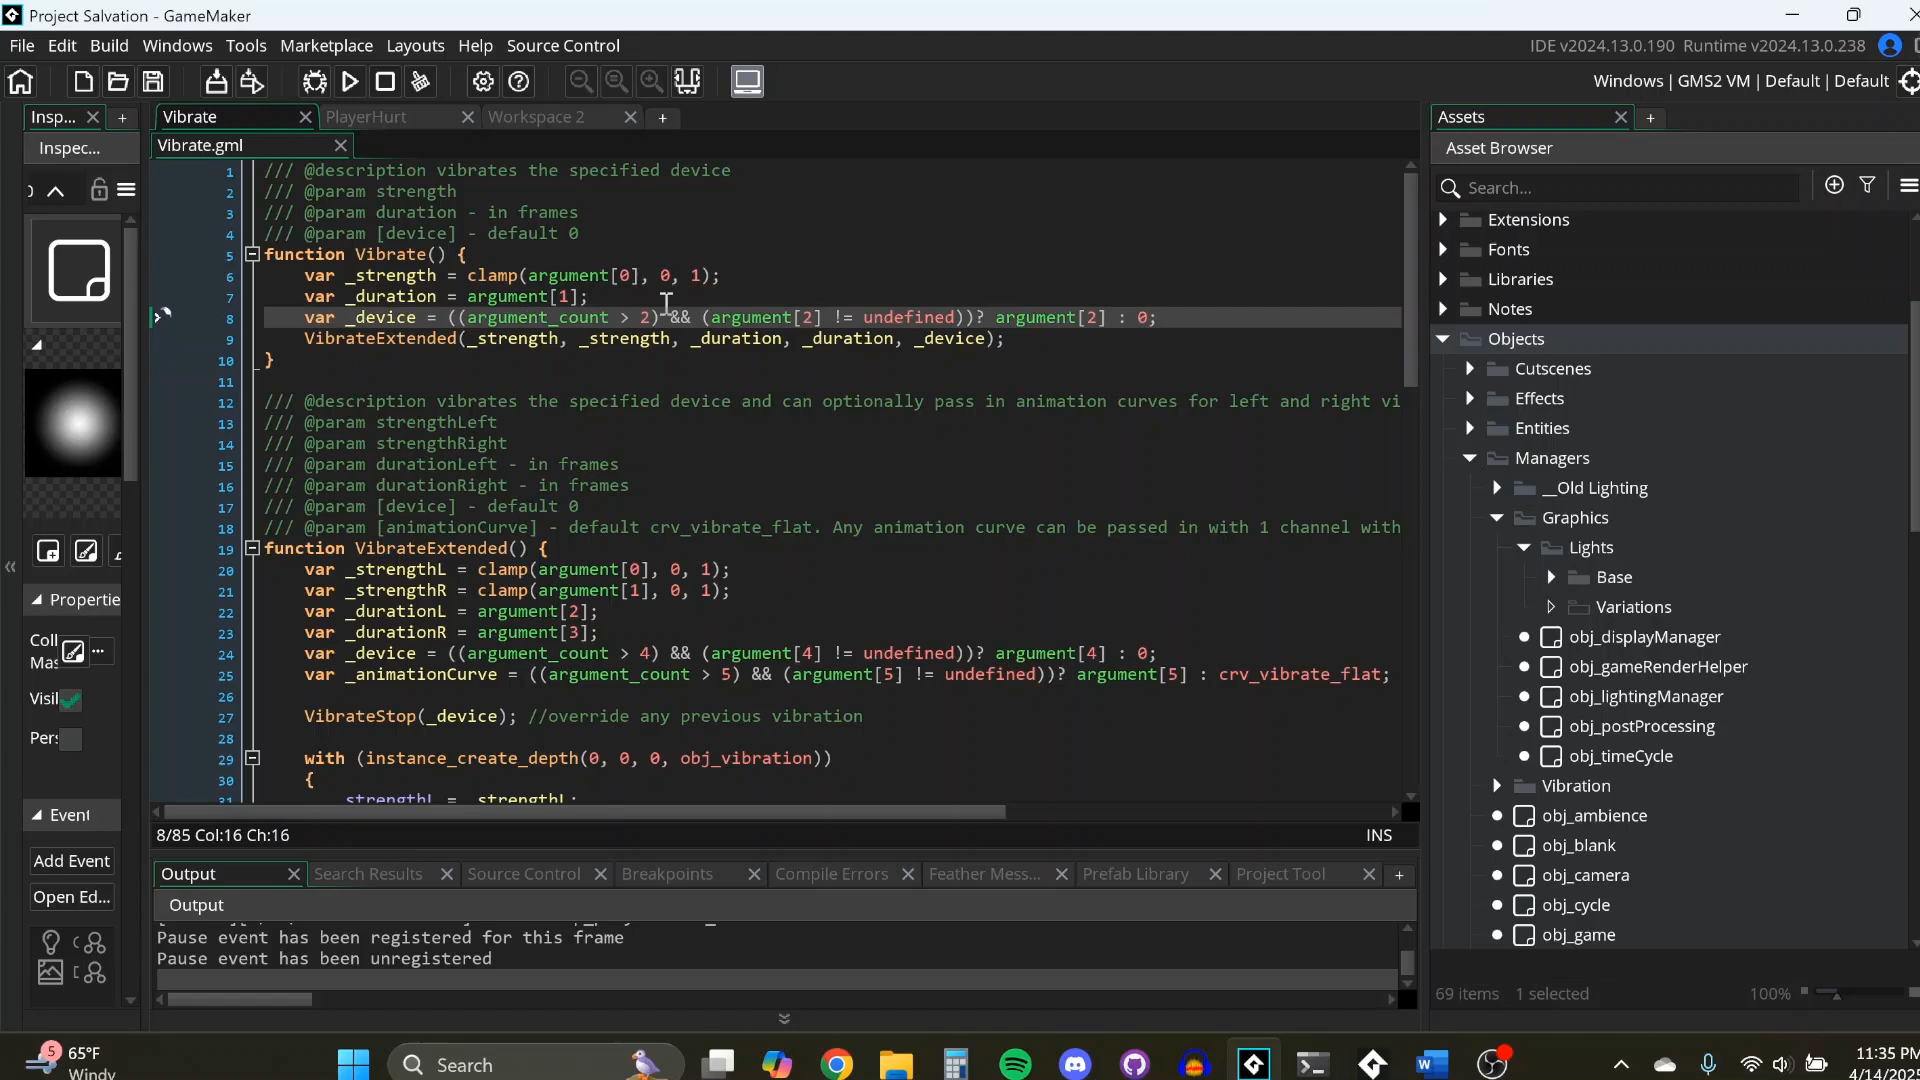 Project Salvation - GameMaker
File Edit Build Windows Tools Marketplace Layouts Help Source Control
IDE v2024.13.0.190 Runtime v2024.13.0.238
Windows | GMS2 VM | Default | Default
Insp...
Inspec...
Vibrate
PlayerHurt
Workspace 2
Vibrate.gml
1 /// @description vibrates the specified device
2 /// @param strength
3 /// @param duration - in frames
4 /// @param [device] - default 0
5 function Vibrate() {
6 var _strength = clamp(argument[0], 0, 1);
7 var _duration = argument[1];
8 var _device = ((argument_count > 2) && (argument[2] != undefined))? argument[2] : 0;
9 VibrateExtended(_strength, _strength, _duration, _duration, _device);
10 }
11
12 /// @description vibrates the specified device and can optionally pass in animation curves for left and right vi
13 /// @param strengthLeft
14 /// @param strengthRight
15 /// @param durationLeft - in frames
16 /// @param durationRight - in frames
17 /// @param [device] - default 0
18 /// @param [animationCurve] - default crv_vibrate_flat. Any animation curve can be passed in with 1 channel with
19 function VibrateExtended() {
20 var _strengthL = clamp(argument[0], 0, 1);
21 var _strengthR = clamp(argument[1], 0, 1);
22 var _durationL = argument[2];
23 var _durationR = argument[3];
24 var _device = ((argument_count > 4) && (argument[4] != undefined))? argument[4] : 0;
25 var _animationCurve = ((argument_count > 5) && (argument[5] != undefined))? argument[5] : crv_vibrate_flat;
26
27 VibrateStop(_device); //override any previous vibration
28
29 with (instance_create_depth(0, 0, 0, obj_vibration))
30 {
31 strengthL = _strengthL;
8/85 Col:16 Ch:16
INS
Propertie
Coll
Mas
Visil
Pers
Event
Add Event
Open Ed...
Output
Search Results
Source Control
Breakpoints
Compile Errors
Feather Mess...
Prefab Library
Project Tool
Output
Pause event has been registered for this frame
Pause event has been unregistered
Assets
Asset Browser
Search...
Extensions
Fonts
Libraries
Notes
Objects
Cutscenes
Effects
Entities
Managers
__Old Lighting
Graphics
Lights
Base
Variations
obj_displayManager
obj_gameRenderHelper
obj_lightingManager
obj_postProcessing
obj_timeCycle
Vibration
obj_ambience
obj_blank
obj_camera
obj_cycle
obj_game
69 items 1 selected
100%
5
65°F
Windy
Search
11:35 PM
4/14/202